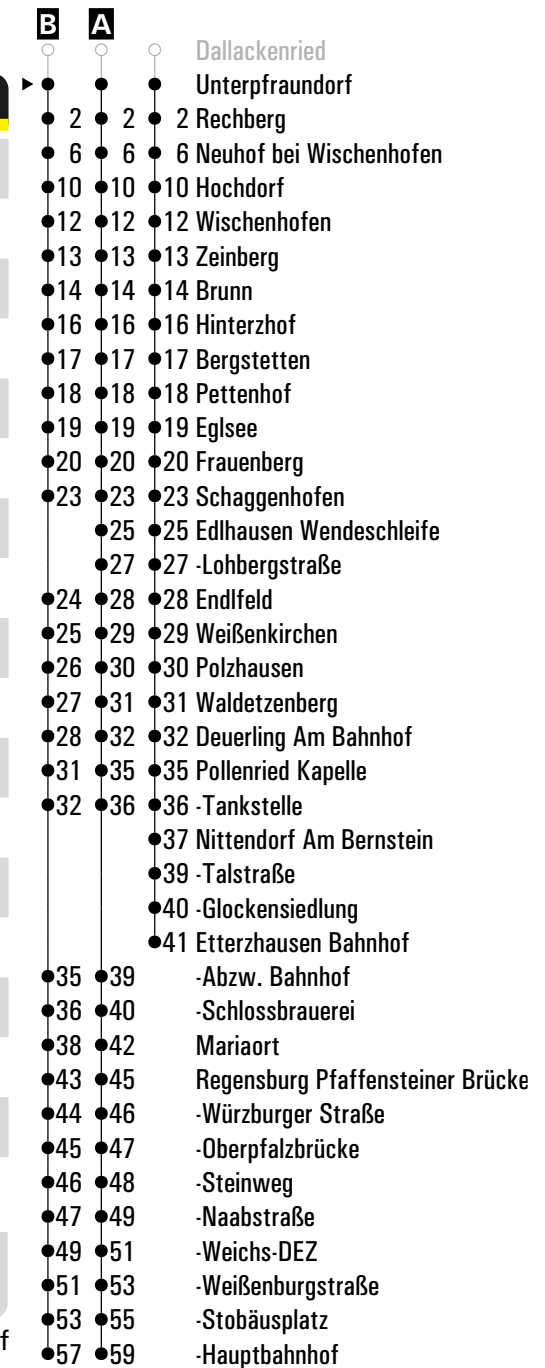 B A
Dallackenried
Unterpfraundorf
2 2 2 Rechberg
6 6 6 Neuhof bei Wischenhofen
10 10 10 Hochdorf
12 12 12 Wischenhofen
13 13 13 Zeinberg
14 14 14 Brunn
16 16 16 Hinterzhof
17 17 17 Bergstetten
18 18 18 Pettenhof
19 19 19 Eglsee
20 20 20 Frauenberg
23 23 23 Schaggenhofen
25 25 Edlhausen Wendeschleife
27 27 -Lohbergstraße
24 28 28 Endlfeld
25 29 29 Weißenkirchen
26 30 30 Polzhausen
27 31 31 Waldetzenberg
28 32 32 Deuerling Am Bahnhof
31 35 35 Pollenried Kapelle
32 36 36 -Tankstelle
37 Nittendorf Am Bernstein
39 -Talstraße
40 -Glockensiedlung
41 Etterzhausen Bahnhof
35 39 -Abzw. Bahnhof
36 40 -Schlossbrauerei
38 42 Mariaort
43 45 Regensburg Pfaffensteiner Brücke
44 46 -Würzburger Straße
45 47 -Oberpfalzbrücke
46 48 -Steinweg
47 49 -Naabstraße
49 51 -Weichs-DEZ
51 53 -Weißenburgstraße
53 55 -Stobäusplatz
f
57 59 -Hauptbahnhof